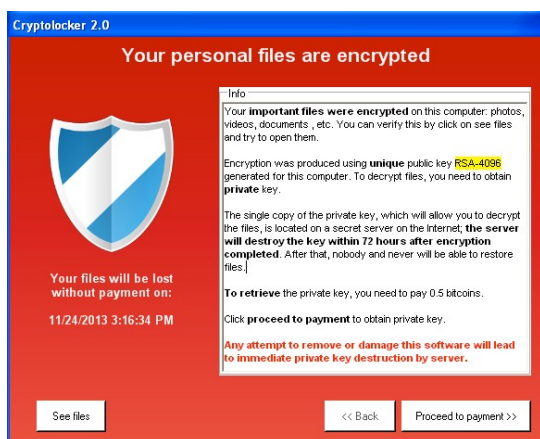 Cryptolocker 2.0
Your personal files are encrypted
Info
Your important files were encrypted on this computer: photos,
videos, documents , etc. You can verify this by click on see files
and try to open them.
Encryption was produced using unique public key RSA-4096
generated for this computer. To decrypt files, you need to obtain
private key.
The single copy of the private key, which will allow you to decrypt
the files, is located on a secret server on the Internet; the server
will destroy the key within 72 hours after encryption
completed. After that, nobody and never will be able to restore
files.
To retrieve the private key, you need to pay 0.5 bitcoins.
Click proceed to payment to obtain private key.
Any attempt to remove or damage this software will lead
to immediate private key destruction by server.
Your files will be lost
without payment on:
11/24/2013 3:16:34 PM
See files
<< Back
Proceed to payment >>